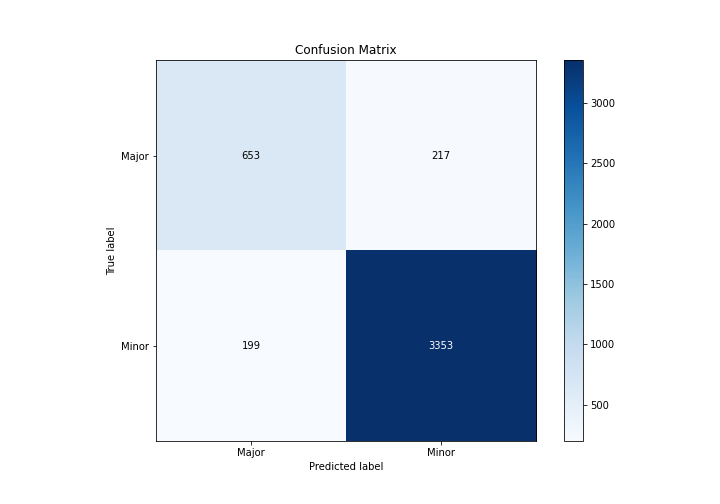 Confusion Matrix
True label
Major
653
217
Minor
199
3353
Major
Minor
Predicted label
3000
2500
2000
1500
1000
500